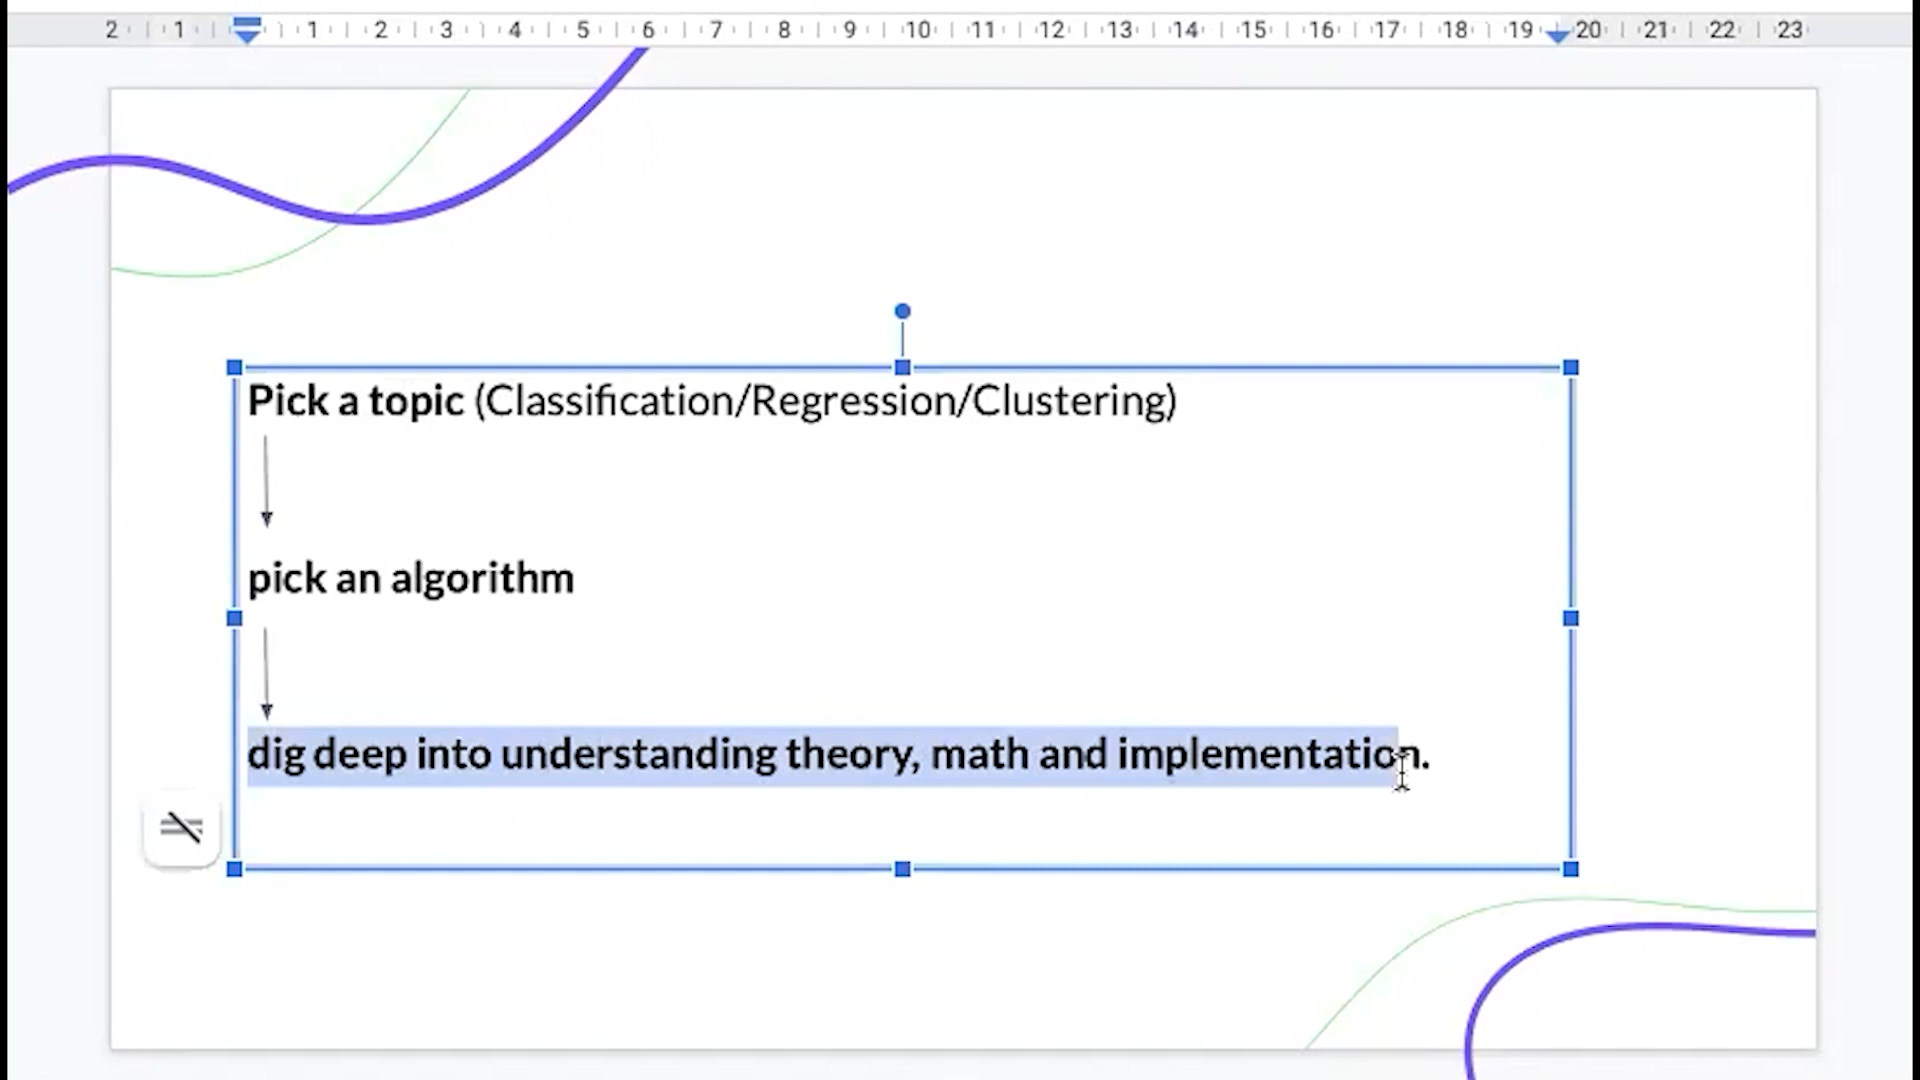 2 1 1 2 3 4 5 6 7 8 9 10 11 12 13 14 15 16 17 18 19 20 21 22 23
Pick a topic (Classification/Regression/Clustering)
pick an algorithm
dig deep into understanding theory, math and implementation.